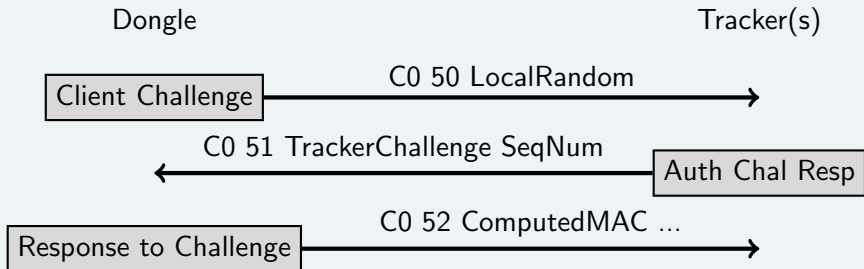 Dongle
Tracker(s)
C0 50 LocalRandom
Client Challenge
C0 51 TrackerChallenge SeqNum
Auth Chal Resp
C0 52 ComputedMAC ...
Response to Challenge